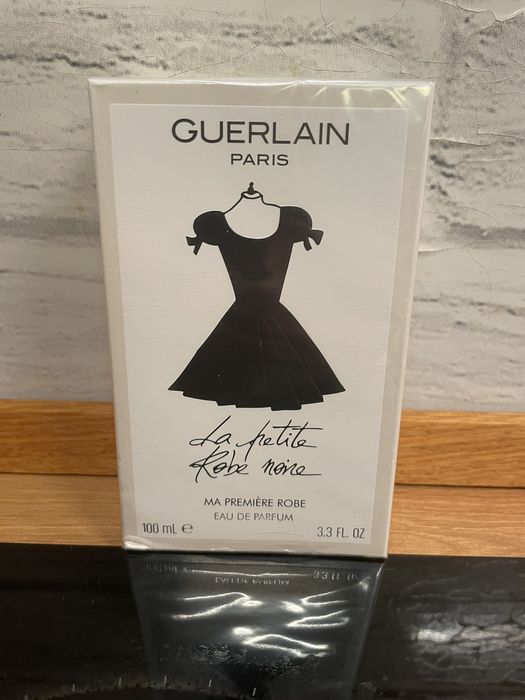 GUERLAIN
PARIS
La petite
Robe noire
MA PREMIÈRE ROBE
EAU DE PARFUM
100 mL ℮
3.3 FL. OZ